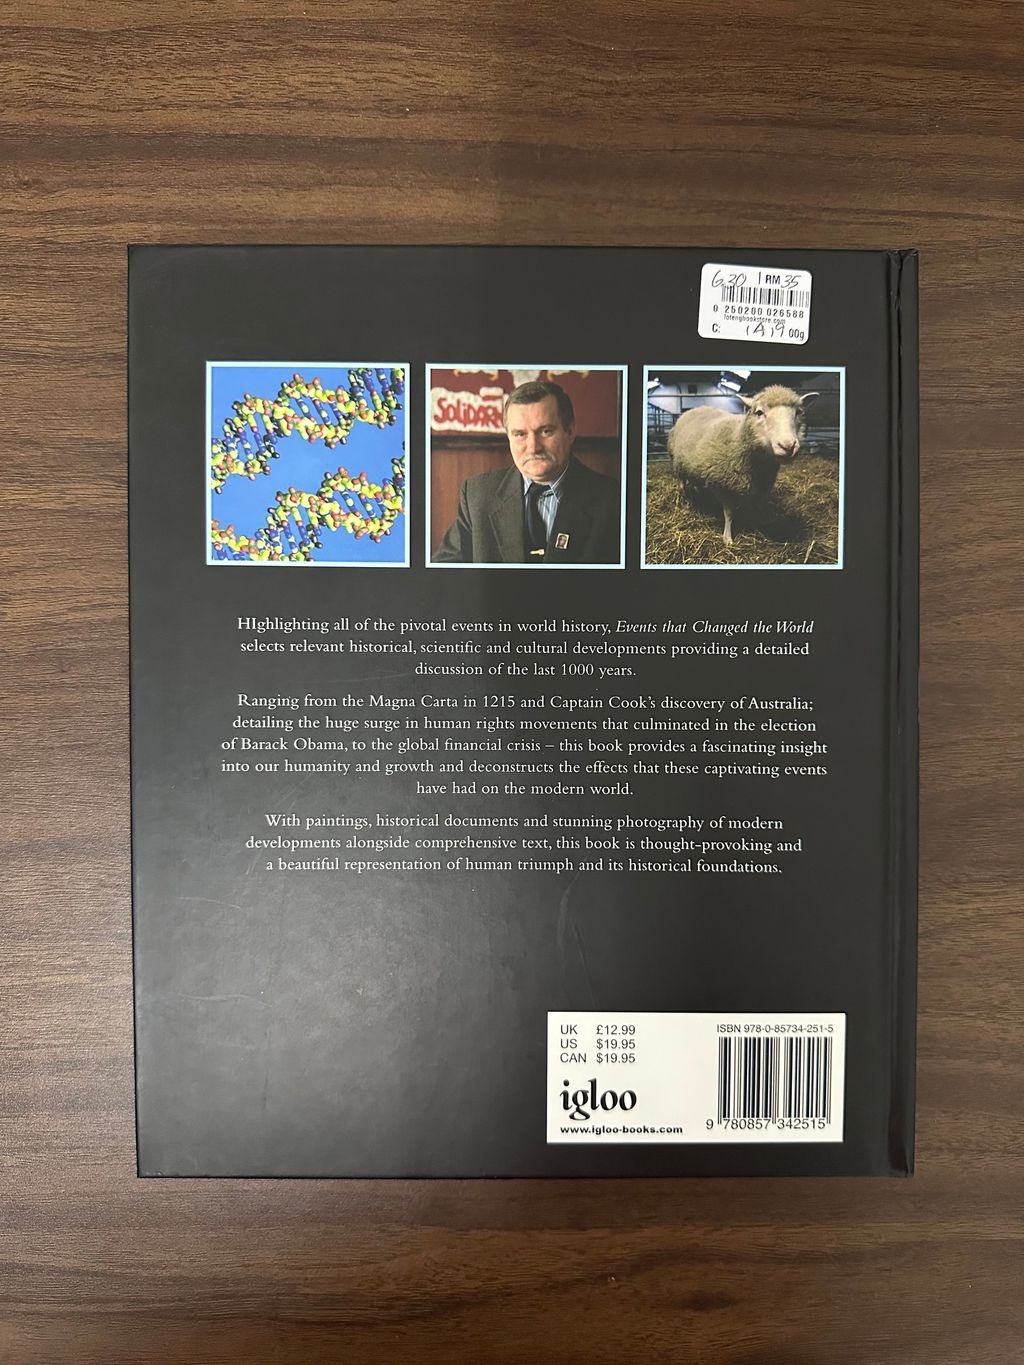 630 | RM 35
0 250200 026588
C: 00g
SOLIDARN
HIghlighting all of the pivotal events in world history, Events that Changed the World
selects relevant historical, scientific and cultural developments providing a detailed
discussion of the last 1000 years.
Ranging from the Magna Carta in 1215 and Captain Cook's discovery of Australia;
detailing the huge surge in human rights movements that culminated in the election
of Barack Obama, to the global financial crisis – this book provides a fascinating insight
into our humanity and growth and deconstructs the effects that these captivating events
have had on the modern world.
With paintings, historical documents and stunning photography of modern
developments alongside comprehensive text, this book is thought-provoking and
a beautiful representation of human triumph and its historical foundations.
UK £12.99
US $19.95
CAN $19.95
igloo
www.igloo-books.com
ISBN 978-0-85734-251-5
9 780857 342515